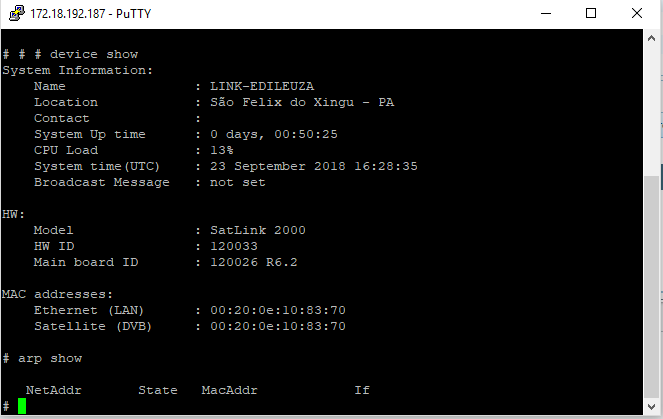 172.18.192.187 - PuTTY
# # # device show
System Information:
Name : LINK-EDILEUZA
Location : São Felix do Xingu - PA
Contact :
System Up time : 0 days, 00:50:25
CPU Load : 13%
System time(UTC) : 23 September 2018 16:28:35
Broadcast Message : not set
HW:
Model : SatLink 2000
HW ID : 120033
Main board ID : 120026 R6.2
MAC addresses:
Ethernet (LAN) : 00:20:0e:10:83:70
Satellite (DVB) : 00:20:0e:10:83:70
# arp show
NetAddr State MacAddr If
#